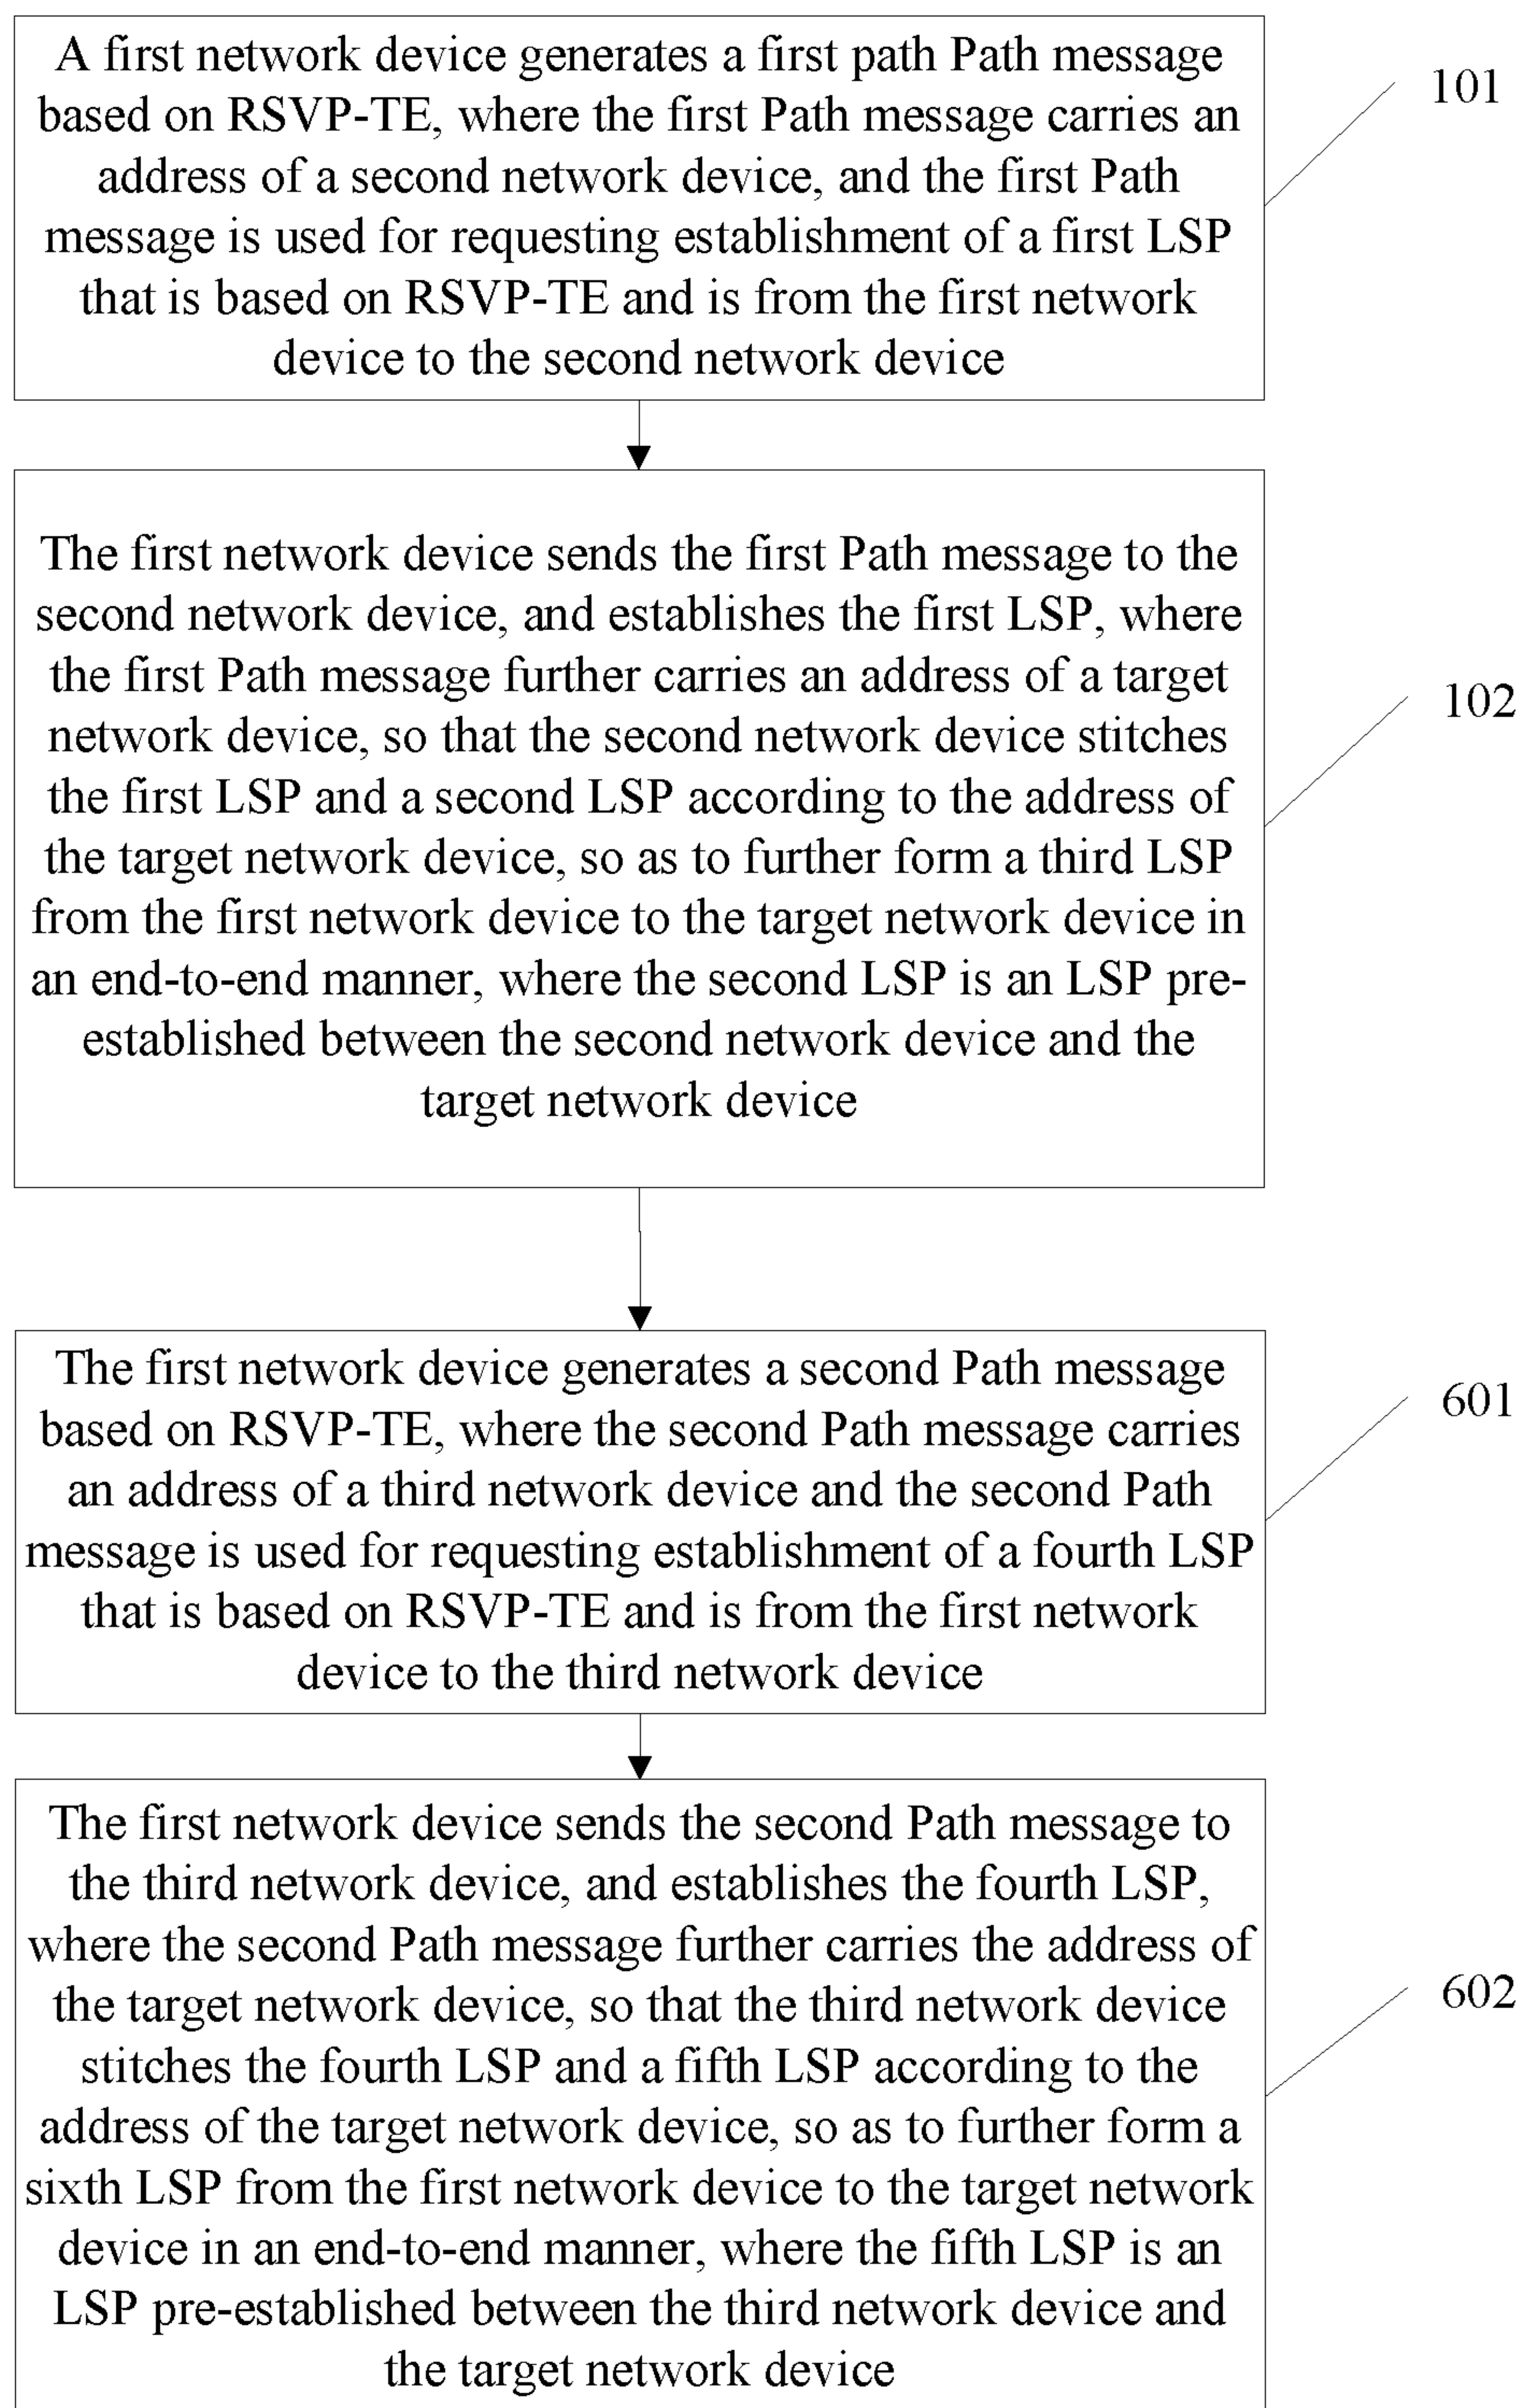 A first network device generates a first path Path message
based on RSVP-TE, where the first Path message carries an
address of a second network device, and the first Path
message is used for requesting establishment of a first LSP
that is based on RSVP-TE and is from the first network
device to the second network device
101
The first network device sends the first Path message to the
second network device, and establishes the first LSP, where
the first Path message further carries an address of a target
network device, so that the second network device stitches
the first LSP and a second LSP according to the address of
the target network device, so as to further form a third LSP
from the first network device to the target network device in
an end-to-end manner, where the second LSP is an LSP pre-
established between the second network device and the
target network device
102
The first network device generates a second Path message
based on RSVP-TE, where the second Path message carries
an address of a third network device and the second Path
message is used for requesting establishment of a fourth LSP
that is based on RSVP-TE and is from the first network
device to the third network device
601
The first network device sends the second Path message to
the third network device, and establishes the fourth LSP,
where the second Path message further carries the address of
the target network device, so that the third network device
stitches the fourth LSP and a fifth LSP according to the
address of the target network device, so as to further form a
sixth LSP from the first network device to the target network
device in an end-to-end manner, where the fifth LSP is an
LSP pre-established between the third network device and
the target network device
602